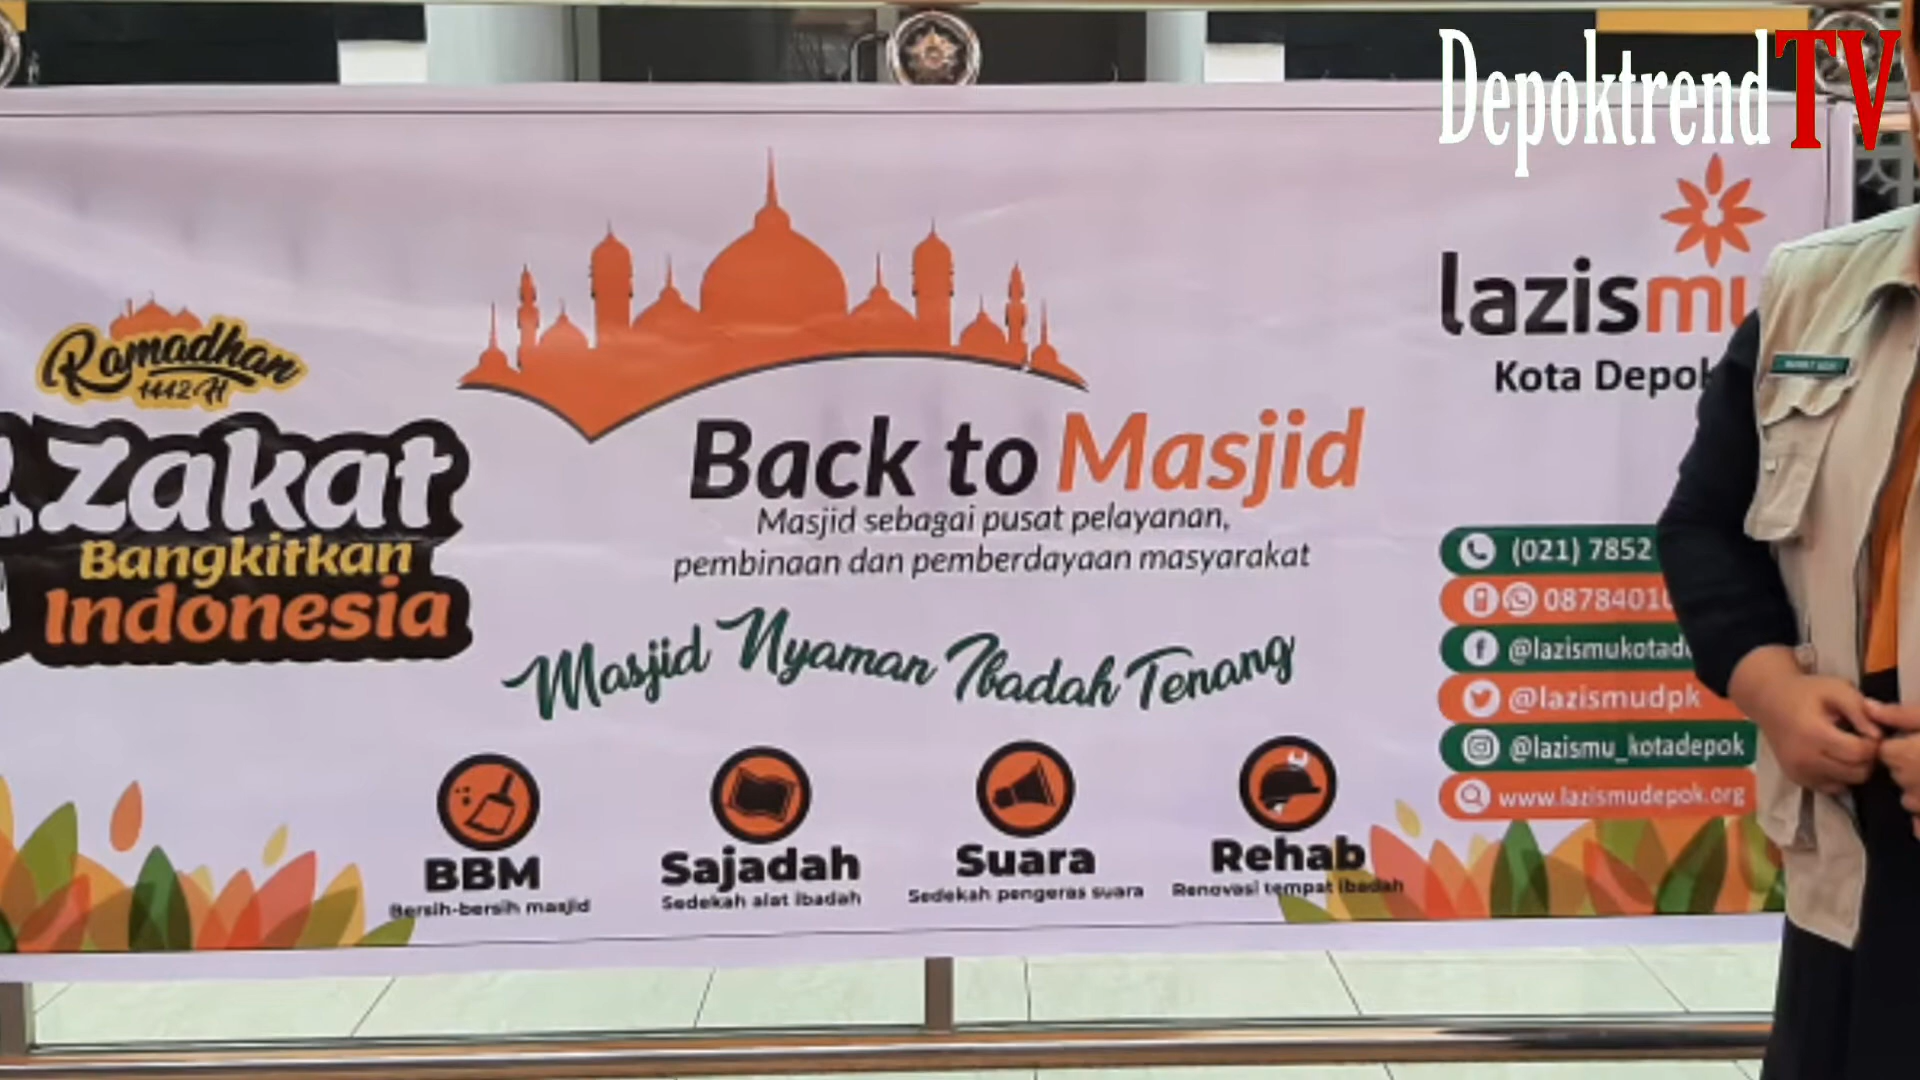 DepoktrendTV
Ramadhan
1442 H
Zakat
Bangkitkan
Indonesia
Back to Masjid
Masjid sebagai pusat pelayanan,
pembinaan dan pemberdayaan masyarakat
Masjid Nyaman Ibadah Tenang
BBM
Bersih-bersih masjid
Sajadah
Sedekah alat ibadah
Suara
Sedekah pengeras suara
Rehab
Renovasi tempat ibadah
lazismu
Kota Depok
(021) 7852
08784010
@lazismukotad
@lazismudpk
@lazismu_kotadepok
www.lazismudepok.org